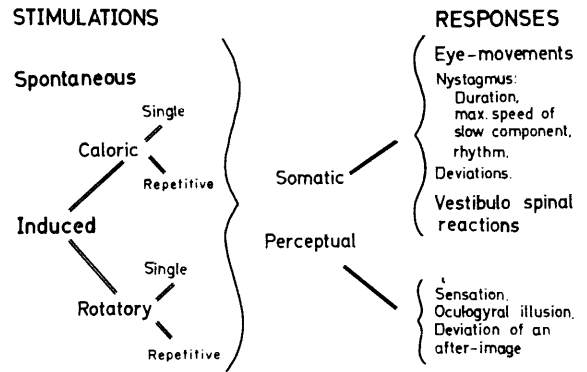 STIMULATIONS
Spontaneous
Single
Caloric
Repetitive
Induced
Single
Rotatory
Repetitive
Somatic
Perceptual
RESPONSES
Eye-movements
Nystagmus:
Duration,
max. speed of
slow component,
rhythm.
Deviations.
Vestibulo spinal
reactions
Sensation.
Oculogyral illusion.
Deviation of an
after-image